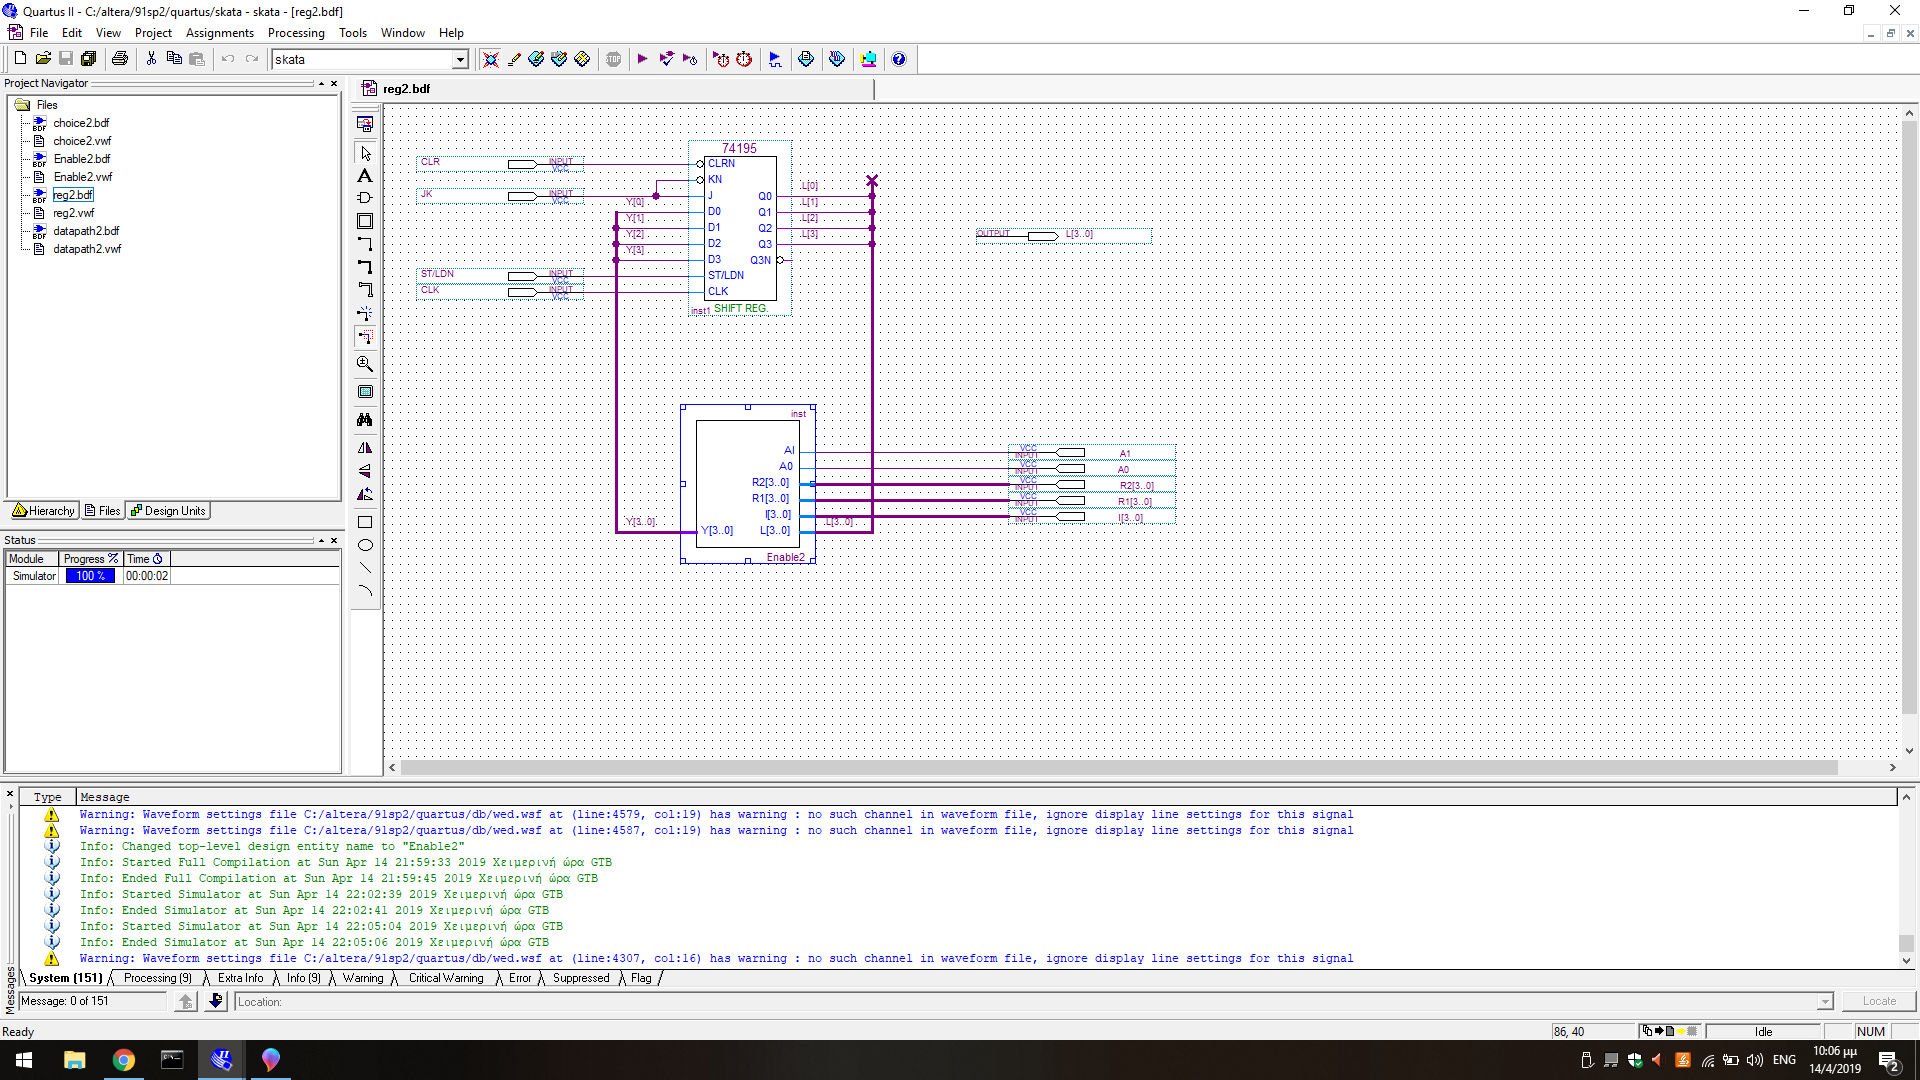 Quartus II - C:/altera/91sp2/quartus/skata - skata - [reg2.bdf]
File Edit View Project Assignments Processing Tools Window Help
skata
Project Navigator
Files
choice2.bdf
choice2.vwf
Enable2.bdf
Enable2.vwf
reg2.bdf
reg2.vwf
datapath2.bdf
datapath2.vwf
Hierarchy Files Design Units
Status
Module Progress % Time
Simulator 100 % 00:00:02
reg2.bdf
74195
CLR INPUT VCC CLRN
KN
JK INPUT VCC J
Y[0] D0
Y[1] D1
Y[2] D2
Y[3] D3
Q0 L[0]
Q1 L[1]
Q2 L[2]
Q3 L[3]
Q3N
ST/LDN INPUT VCC ST/LDN
CLK INPUT VCC CLK
inst1 SHIFT REG.
OUTPUT L[3..0]
inst
AI VCC INPUT A1
A0 VCC INPUT A0
R2[3..0] VCC INPUT R2[3..0]
R1[3..0] VCC INPUT R1[3..0]
I[3..0] VCC INPUT I[3..0]
Y[3..0] Y[3..0] L[3..0] L[3..0]
Enable2
Type Message
Warning: Waveform settings file C:/altera/91sp2/quartus/db/wed.wsf at (line:4579, col:19) has warning : no such channel in waveform file, ignore display line settings for this signal
Warning: Waveform settings file C:/altera/91sp2/quartus/db/wed.wsf at (line:4587, col:19) has warning : no such channel in waveform file, ignore display line settings for this signal
Info: Changed top-level design entity name to "Enable2"
Info: Started Full Compilation at Sun Apr 14 21:59:33 2019 Χειμερινή ώρα GTB
Info: Ended Full Compilation at Sun Apr 14 21:59:45 2019 Χειμερινή ώρα GTB
Info: Started Simulator at Sun Apr 14 22:02:39 2019 Χειμερινή ώρα GTB
Info: Ended Simulator at Sun Apr 14 22:02:41 2019 Χειμερινή ώρα GTB
Info: Started Simulator at Sun Apr 14 22:05:04 2019 Χειμερινή ώρα GTB
Info: Ended Simulator at Sun Apr 14 22:05:06 2019 Χειμερινή ώρα GTB
Warning: Waveform settings file C:/altera/91sp2/quartus/db/wed.wsf at (line:4307, col:16) has warning : no such channel in waveform file, ignore display line settings for this signal
System (151) Processing (9) Extra Info Info (9) Warning Critical Warning Error Suppressed Flag
Messages
Message: 0 of 151 Location: Locate
Ready 86, 40 Idle NUM
ENG 10:06 μμ
14/4/2019
2